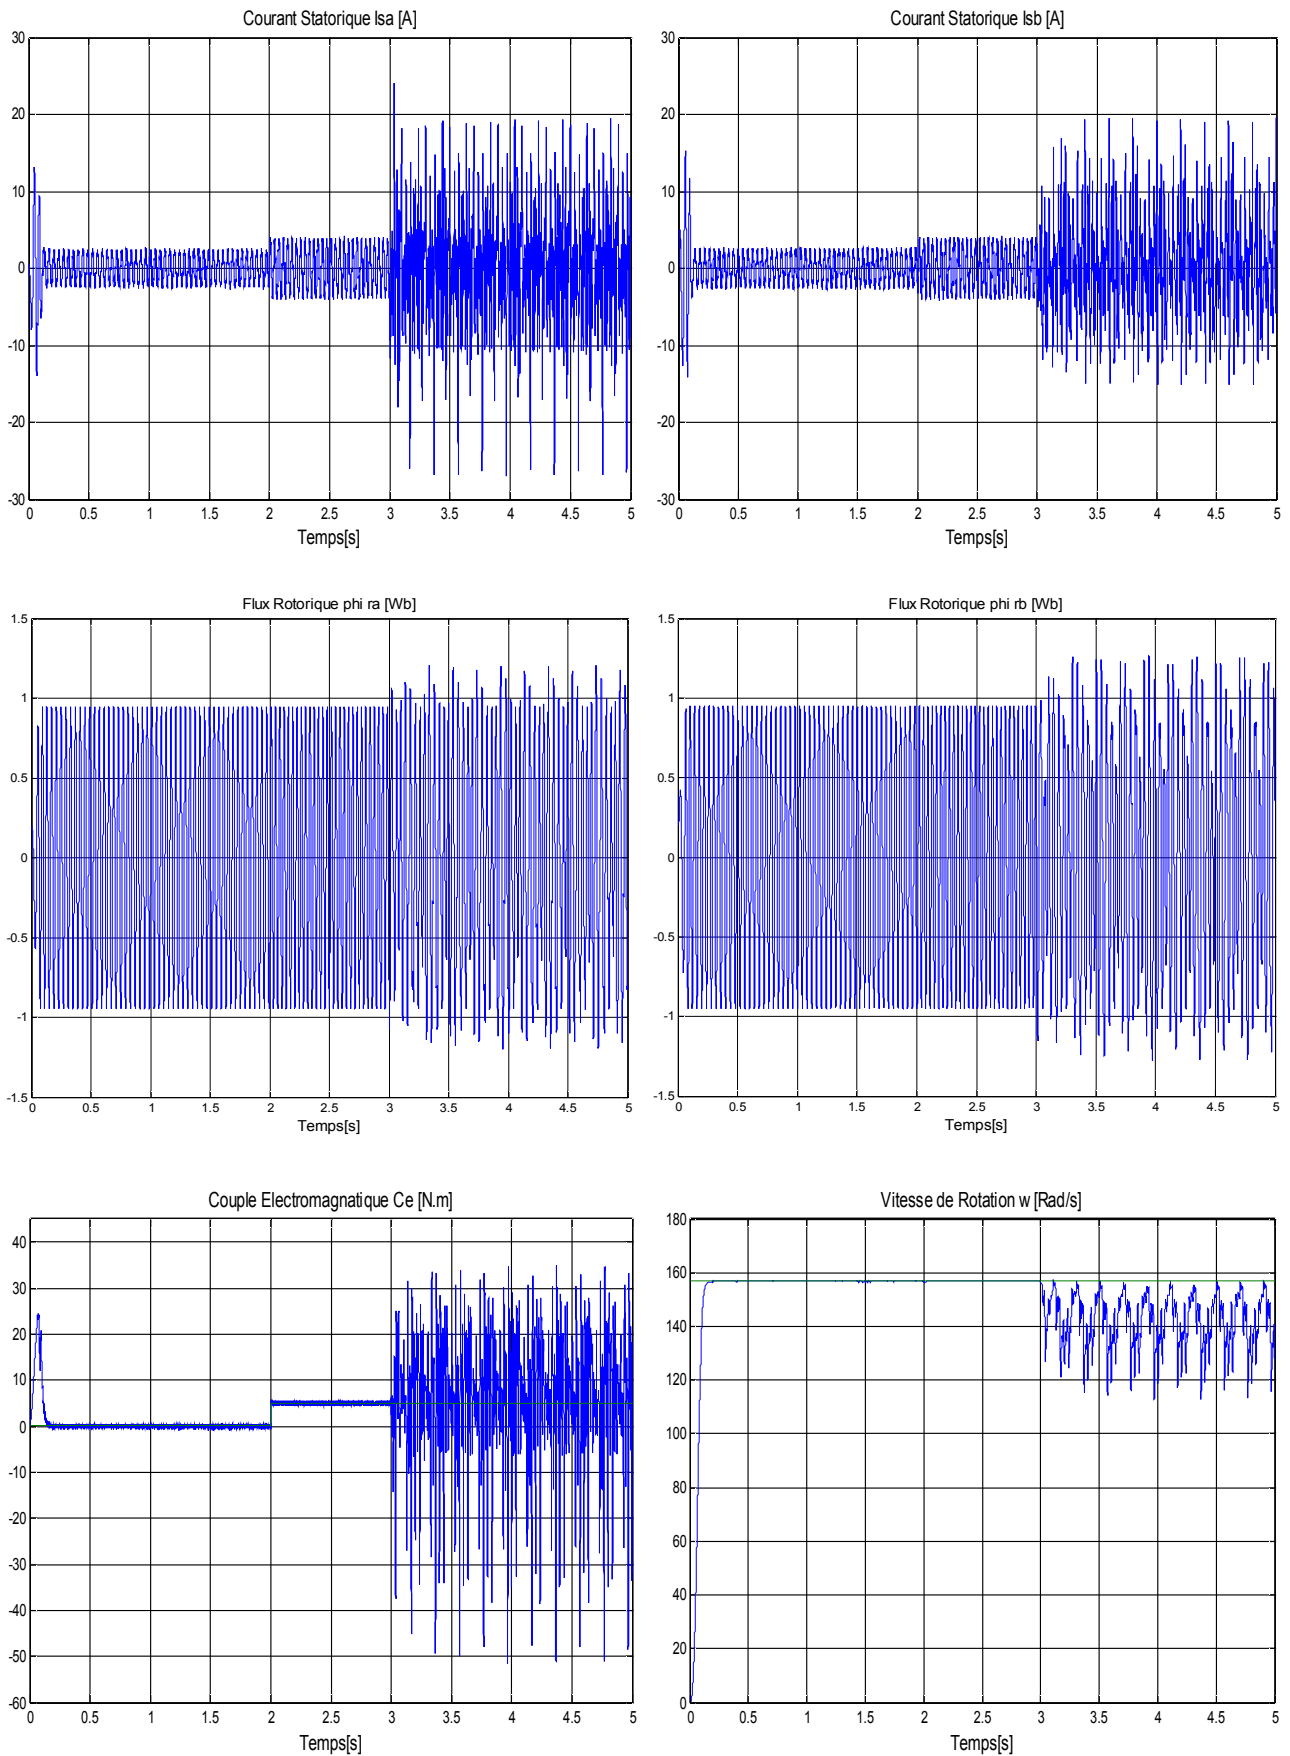 Courant Statorique Isa [A]
30
20
10
0
-10
-20
-30
0 0.5 1 1.5 2 2.5 3 3.5 4 4.5 5
Temps[s]
Courant Statorique Isb [A]
30
20
10
0
-10
-20
-30
0 0.5 1 1.5 2 2.5 3 3.5 4 4.5 5
Temps[s]
Flux Rotorique phi ra [Wb]
1.5
1
0.5
0
-0.5
-1
-1.5
0 0.5 1 1.5 2 2.5 3 3.5 4 4.5 5
Temps[s]
Flux Rotorique phi rb [Wb]
1.5
1
0.5
0
-0.5
-1
-1.5
0 0.5 1 1.5 2 2.5 3 3.5 4 4.5 5
Temps[s]
Couple Electromagnatique Ce [N.m]
40
30
20
10
0
-10
-20
-30
-40
-50
-60
0 0.5 1 1.5 2 2.5 3 3.5 4 4.5 5
Temps[s]
Vitesse de Rotation w [Rad/s]
180
160
140
120
100
80
60
40
20
0
0 0.5 1 1.5 2 2.5 3 3.5 4 4.5 5
Temps[s]